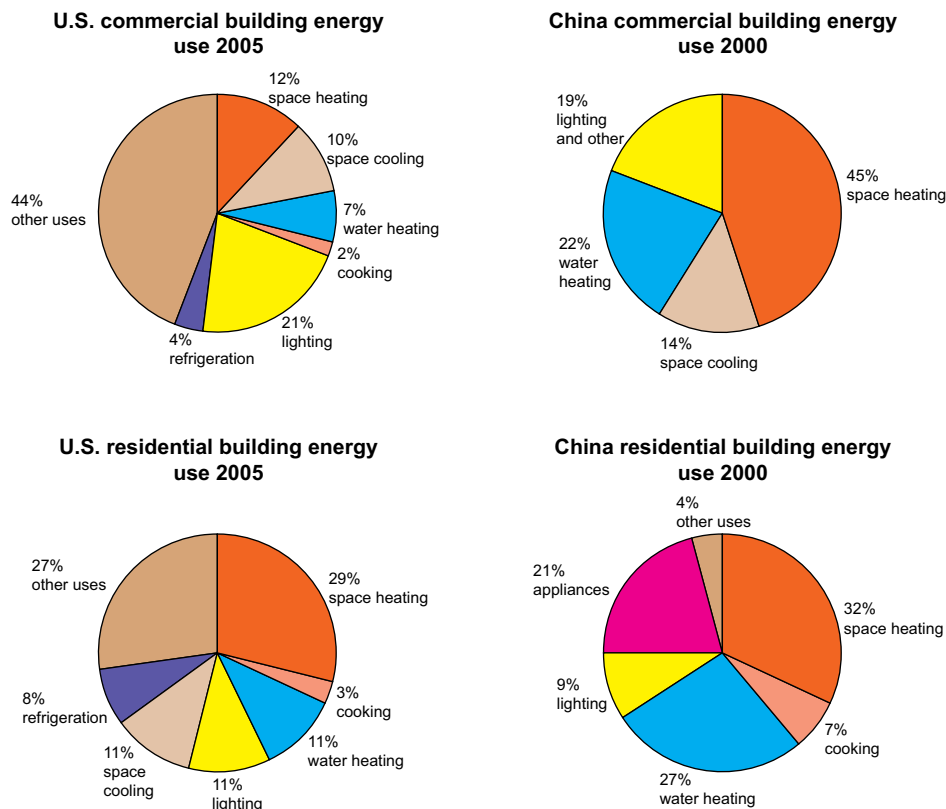 U.S. commercial building energy
use 2005
12%
space heating
10%
space cooling
7%
water heating
2%
cooking
21%
lighting
4%
refrigeration
44%
other uses
China commercial building energy
use 2000
45%
space heating
14%
space cooling
22%
water
heating
19%
lighting
and other
U.S. residential building energy
use 2005
29%
space heating
3%
cooking
11%
water heating
11%
lighting
11%
space
cooling
8%
refrigeration
27%
other uses
China residential building energy
use 2000
32%
space heating
7%
cooking
27%
water heating
9%
lighting
21%
appliances
4%
other uses